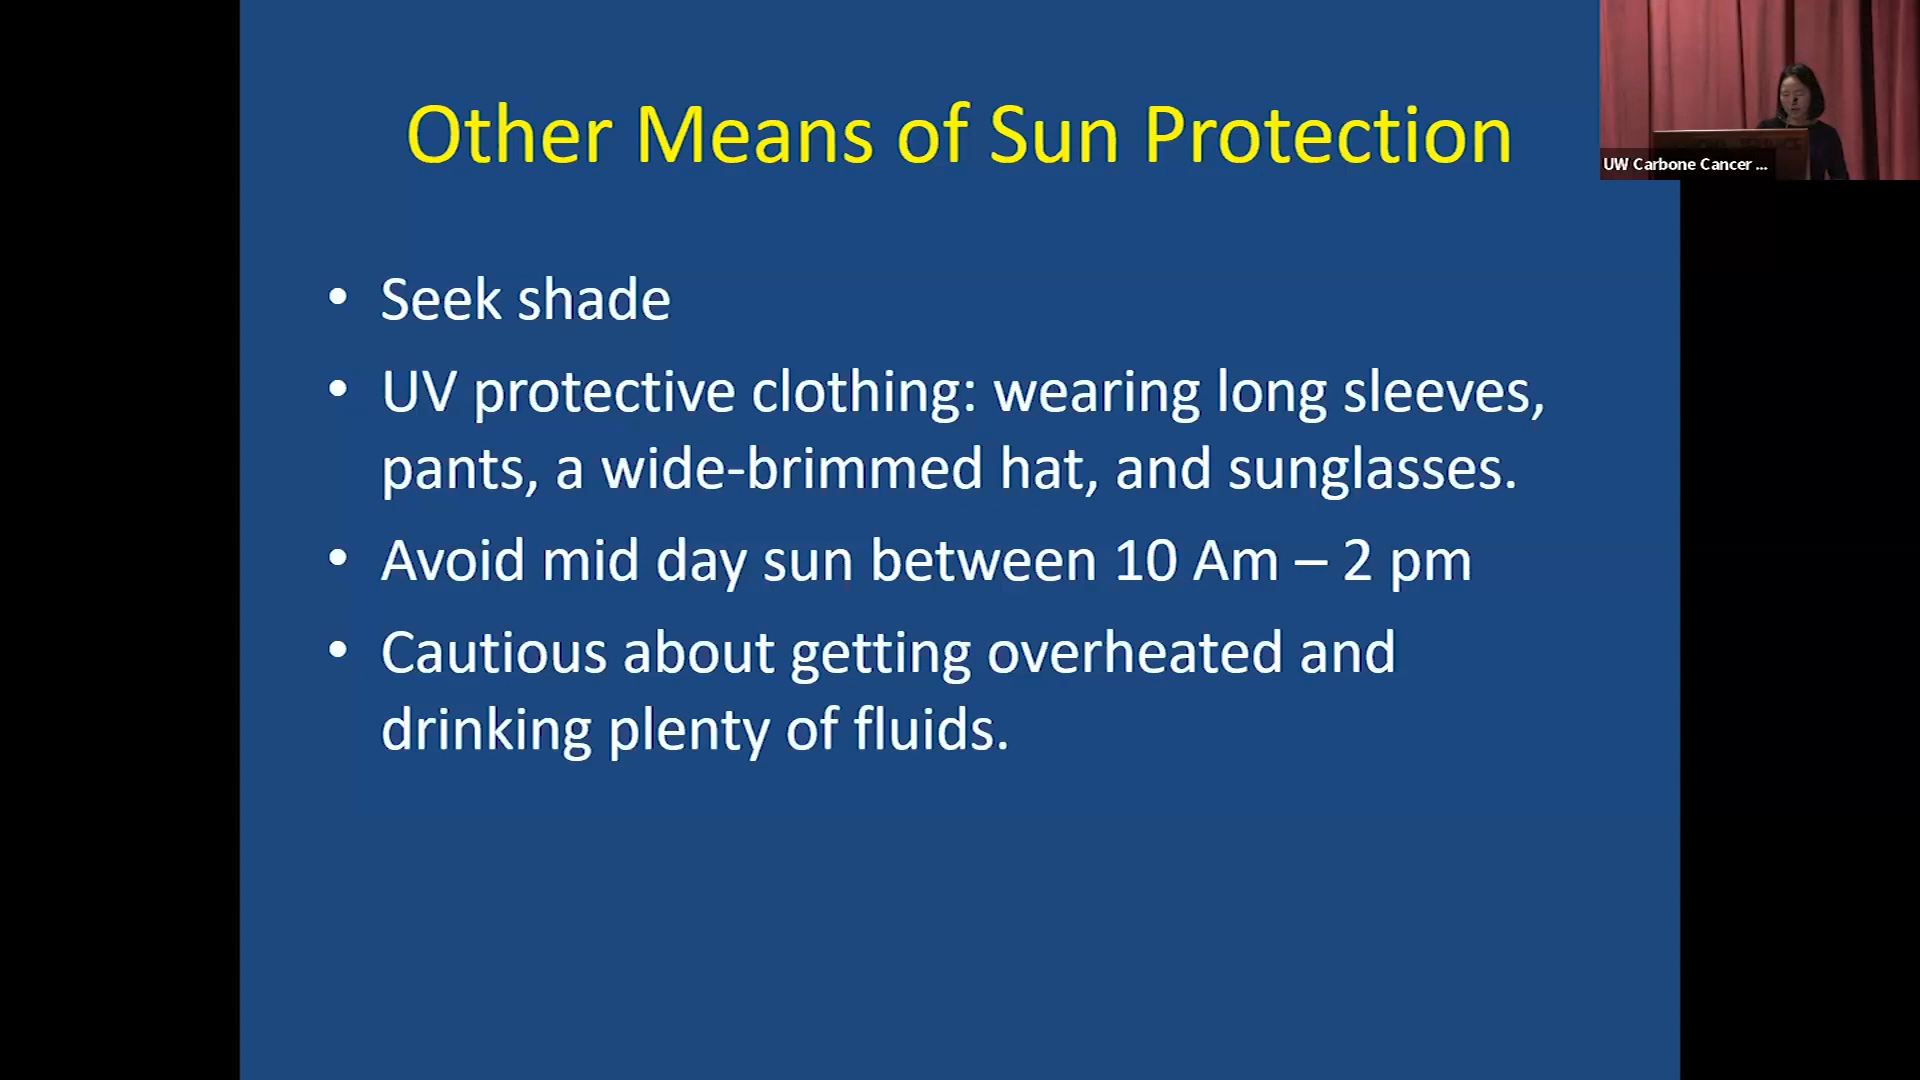 Other Means of Sun Protection
UW Carbone Cancer ...
• Seek shade
• UV protective clothing: wearing long sleeves,
pants, a wide-brimmed hat, and sunglasses.
• Avoid mid day sun between 10 Am – 2 pm
• Cautious about getting overheated and
drinking plenty of fluids.